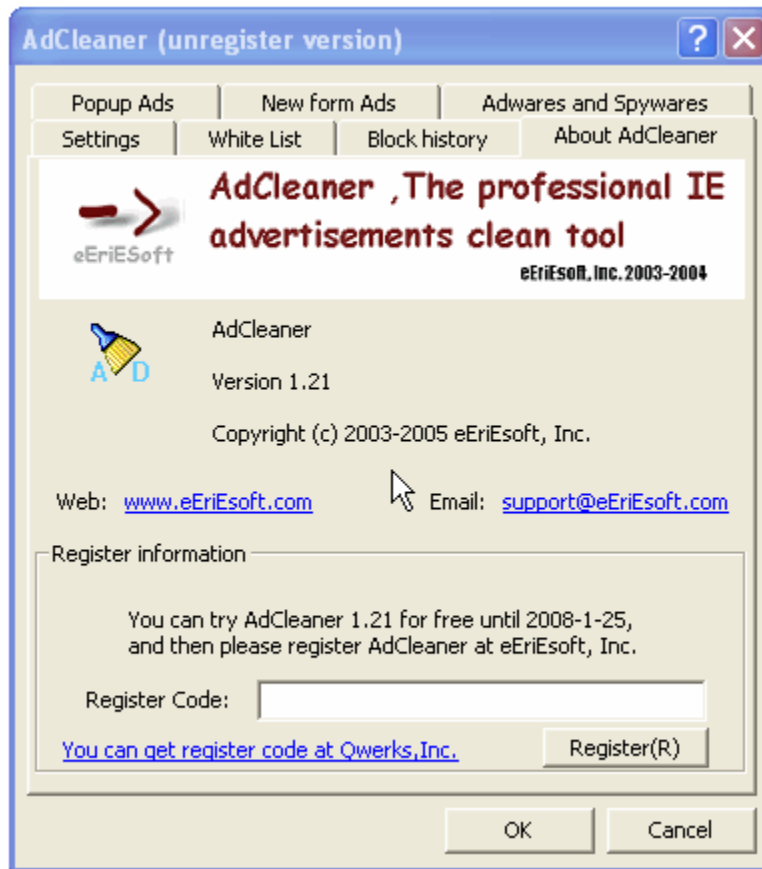 AdCleaner (unregister version)
Popup Ads New form Ads Adwares and Spywares
Settings White List Block history About AdCleaner
AdCleaner ,The professional IE
advertisements clean tool
eEriESoft
eEriEsoft,Inc.2003-2004
AdCleaner
A D
Version 1.21
Copyright (c) 2003-2005 eEriEsoft, Inc.
Web: www.eEriEsoft.com Email: support@eEriEsoft.com
Register information
You can try AdCleaner 1.21 for free until 2008-1-25,
and then please register AdCleaner at eEriEsoft, Inc.
Register Code:
You can get register code at Qwerks,Inc. Register(R)
OK Cancel